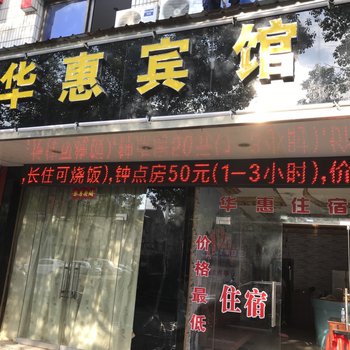 华惠宾馆
,长住可烧饭),钟点房50元(1-3小时),价
华惠住宿
价格最低
住宿